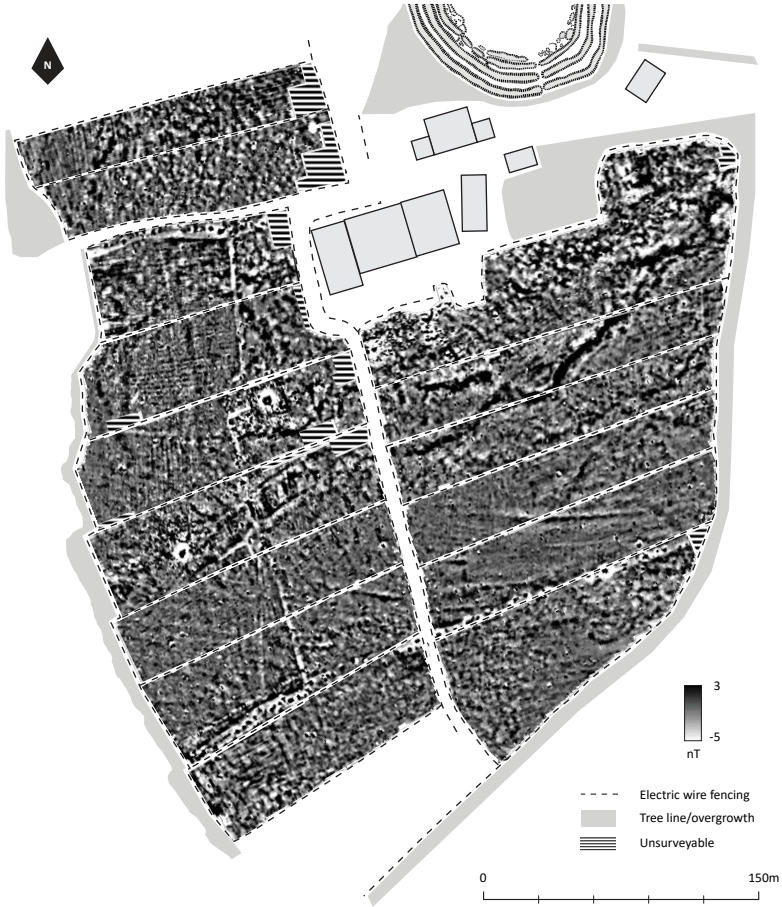 N
3
-5
nT
Electric wire fencing
Tree line/overgrowth
Unsurveyable
0 150m